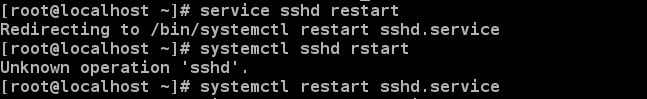 [root@localhost ~]# service sshd restart
Redirecting to /bin/systmectl restart sshd.service
[root@localhost ~]# systemctl sshd rstart
Unknown operation 'sshd'.
[root@localhost ~]# systemctl restart sshd.service